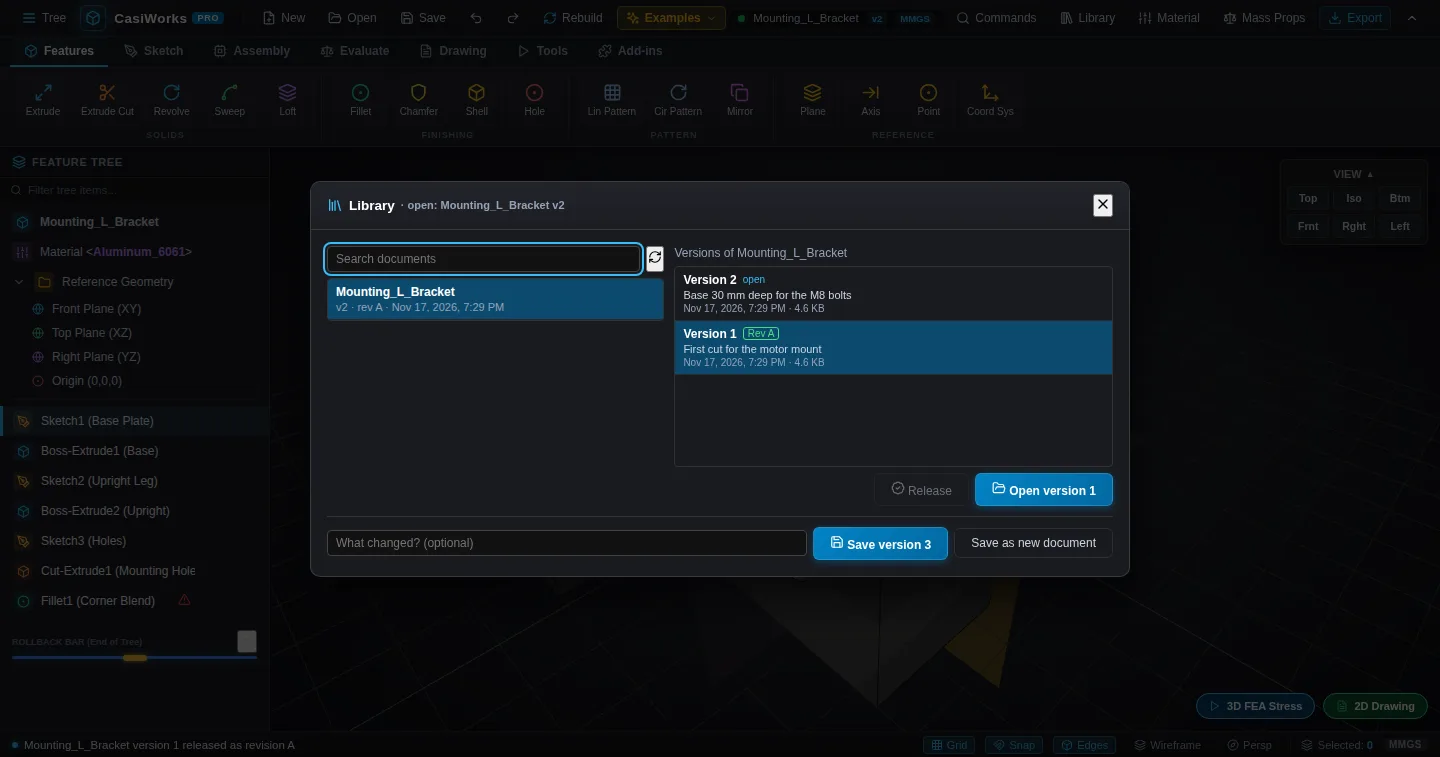 Tree CasiWorks PRO New Open Save Rebuild Examples Mounting_L_Bracket v2 MMGS Commands Library Material Mass Props Export
Features Sketch Assembly Evaluate Drawing Tools Add-ins
Extrude Extrude Cut Revolve Sweep Loft Fillet Chamfer Shell Hole Lin Pattern Cir Pattern Mirror Plane Axis Point Coord Sys
SOLIDS FINISHING PATTERN REFERENCE
FEATURE TREE
Filter tree items...
Mounting_L_Bracket
Material <Aluminum_6061>
Reference Geometry
Front Plane (XY)
Top Plane (XZ)
Right Plane (YZ)
Origin (0,0,0)
Sketch1 (Base Plate)
Boss-Extrude1 (Base)
Sketch2 (Upright Leg)
Boss-Extrude2 (Upright)
Sketch3 (Holes)
Cut-Extrude1 (Mounting Hole
Fillet1 (Corner Blend)
ROLLBACK BAR (End of Tree)
Library · open: Mounting_L_Bracket v2
Search documents
Mounting_L_Bracket
v2 · rev A · Nov 17, 2026, 7:29 PM
Versions of Mounting_L_Bracket
Version 2 open
Base 30 mm deep for the M8 bolts
Nov 17, 2026, 7:29 PM · 4.6 KB
Version 1 Rev A
First cut for the motor mount
Nov 17, 2026, 7:29 PM · 4.6 KB
Release Open version 1
What changed? (optional) Save version 3 Save as new document
VIEW ▲
Top Iso Btm
Frnt Rght Left
3D FEA Stress 2D Drawing
Mounting_L_Bracket version 1 released as revision A Grid Snap Edges Wireframe Persp Selected: 0 MMGS